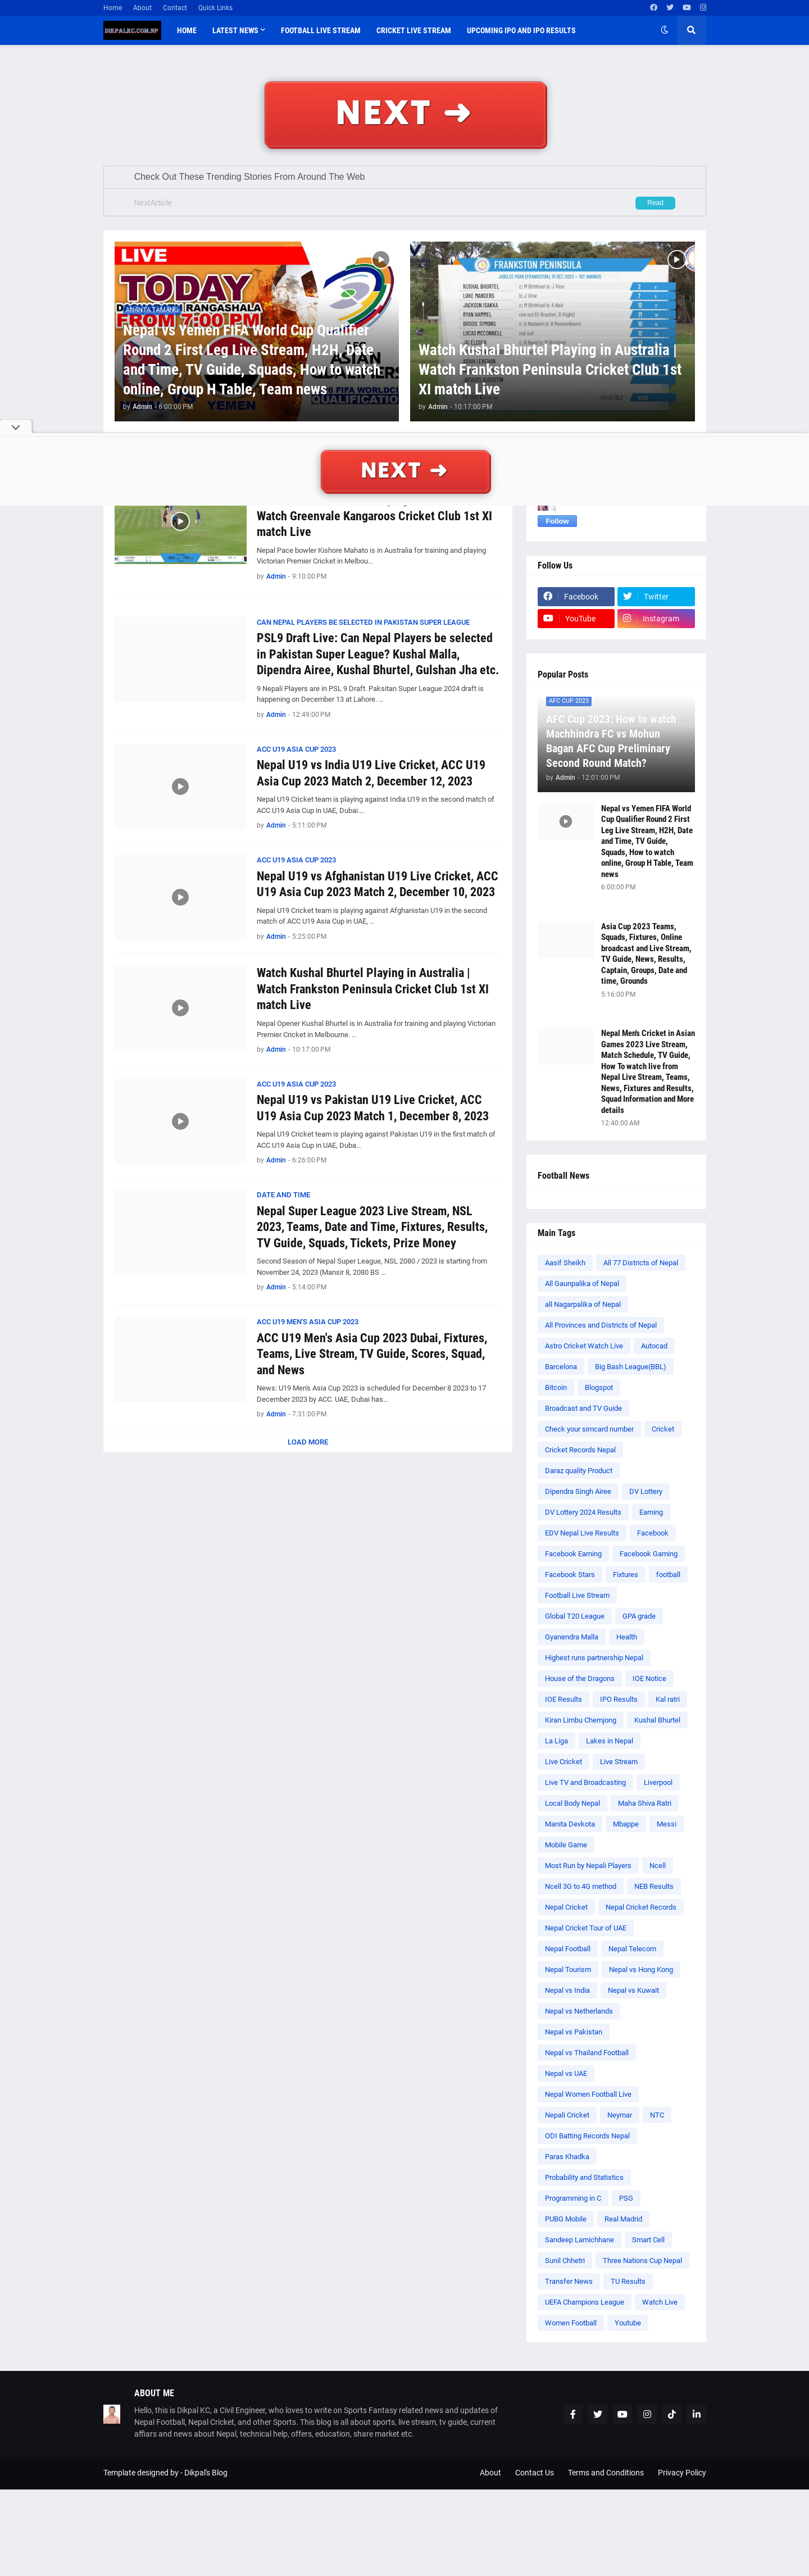 Home
About
Contact
Quick Links
DIKPALKC.COM.NP
HOME
LATEST NEWS
FOOTBALL LIVE STREAM
CRICKET LIVE STREAM
UPCOMING IPO AND IPO RESULTS
NEXT ➜
Check Out These Trending Stories From Around The Web
NextArticle
Read
LIVE
TODAY
RANGASHALA
FROM 7:00 PM
AFC
ASIAN
QUALIFIERS
FIFA WORLD CUP
QUALIFICATION
NEPAL VS YEMEN
ANANTA TAMANG
Nepal vs Yemen FIFA World Cup Qualifier
Round 2 First Leg Live Stream, H2H, Date
and Time, TV Guide, Squads, How to watch
online, Group H Table, Team news
by Admin - 6:00:00 PM
FRANKSTON PENINSULA
KUSHAL BHURTEL
LUKE MANDERS
JACKSON ISAKKA
RYAN HAMMEL
BRODIE SYMONS
LUCAS MCCONNELL
Watch Kushal Bhurtel Playing in Australia |
Watch Frankston Peninsula Cricket Club 1st
XI match Live
by Admin - 10:17:00 PM
NEXT ➜
Watch Greenvale Kangaroos Cricket Club 1st XI
match Live
Nepal Pace bowler Kishore Mahato is in Australia for training and playing
Victorian Premier Cricket in Melbou…
by Admin - 9:10:00 PM
CAN NEPAL PLAYERS BE SELECTED IN PAKISTAN SUPER LEAGUE
PSL9 Draft Live: Can Nepal Players be selected
in Pakistan Super League? Kushal Malla,
Dipendra Airee, Kushal Bhurtel, Gulshan Jha etc.
9 Nepali Players are in PSL 9 Draft. Paksitan Super League 2024 draft is
happening on December 13 at Lahore. …
by Admin - 12:49:00 PM
ACC U19 ASIA CUP 2023
Nepal U19 vs India U19 Live Cricket, ACC U19
Asia Cup 2023 Match 2, December 12, 2023
Nepal U19 Cricket team is playing against India U19 in the second match of
ACC U19 Asia Cup in UAE, Dubai.…
by Admin - 5:11:00 PM
ACC U19 ASIA CUP 2023
Nepal U19 vs Afghanistan U19 Live Cricket, ACC
U19 Asia Cup 2023 Match 2, December 10, 2023
Nepal U19 Cricket team is playing against Afghanistan U19 in the second
match of ACC U19 Asia Cup in UAE, …
by Admin - 5:25:00 PM
Watch Kushal Bhurtel Playing in Australia |
Watch Frankston Peninsula Cricket Club 1st XI
match Live
Nepal Opener Kushal Bhurtel is in Australia for training and playing Victorian
Premier Cricket in Melbourne. …
by Admin - 10:17:00 PM
ACC U19 ASIA CUP 2023
Nepal U19 vs Pakistan U19 Live Cricket, ACC
U19 Asia Cup 2023 Match 1, December 8, 2023
Nepal U19 Cricket team is playing against Pakistan U19 in the first match of
ACC U19 Asia Cup in UAE, Duba…
by Admin - 6:26:00 PM
DATE AND TIME
Nepal Super League 2023 Live Stream, NSL
2023, Teams, Date and Time, Fixtures, Results,
TV Guide, Squads, Tickets, Prize Money
Second Season of Nepal Super League, NSL 2080 / 2023 is starting from
November 24, 2023 (Mansir 8, 2080 BS …
by Admin - 5:14:00 PM
ACC U19 MEN'S ASIA CUP 2023
ACC U19 Men's Asia Cup 2023 Dubai, Fixtures,
Teams, Live Stream, TV Guide, Scores, Squad,
and News
News: U19 Men's Asia Cup 2023 is scheduled for December 8 2023 to 17
December 2023 by ACC. UAE, Dubai has…
by Admin - 7:31:00 PM
LOAD MORE
Follow
Follow Us
Facebook
Twitter
YouTube
Instagram
Popular Posts
AFC CUP 2023
AFC Cup 2023: How to watch
Machhindra FC vs Mohun
Bagan AFC Cup Preliminary
Second Round Match?
by Admin - 12:01:00 PM
Nepal vs Yemen FIFA World
Cup Qualifier Round 2 First
Leg Live Stream, H2H, Date
and Time, TV Guide,
Squads, How to watch
online, Group H Table, Team
news
6:00:00 PM
Asia Cup 2023 Teams,
Squads, Fixtures, Online
broadcast and Live Stream,
TV Guide, News, Results,
Captain, Groups, Date and
time, Grounds
5:16:00 PM
Nepal Men's Cricket in Asian
Games 2023 Live Stream,
Match Schedule, TV Guide,
How To watch live from
Nepal Live Stream, Teams,
News, Fixtures and Results,
Squad Information and More
details
12:40:00 AM
Football News
Main Tags
Aasif Sheikh
All 77 Districts of Nepal
All Gaunpalika of Nepal
all Nagarpalika of Nepal
All Provinces and Districts of Nepal
Astro Cricket Watch Live
Autocad
Barcelona
Big Bash League(BBL)
Bitcoin
Blogspot
Broadcast and TV Guide
Check your simcard number
Cricket
Cricket Records Nepal
Daraz quality Product
Dipendra Singh Airee
DV Lottery
DV Lottery 2024 Results
Earning
EDV Nepal Live Results
Facebook
Facebook Earning
Facebook Gaming
Facebook Stars
Fixtures
football
Football Live Stream
Global T20 League
GPA grade
Gyanendra Malla
Health
Highest runs partnership Nepal
House of the Dragons
IOE Notice
IOE Results
IPO Results
Kal ratri
Kiran Limbu Chemjong
Kushal Bhurtel
La Liga
Lakes in Nepal
Live Cricket
Live Stream
Live TV and Broadcasting
Liverpool
Local Body Nepal
Maha Shiva Ratri
Manita Devkota
Mbappe
Messi
Mobile Game
Most Run by Nepali Players
Ncell
Ncell 3G to 4G method
NEB Results
Nepal Cricket
Nepal Cricket Records
Nepal Cricket Tour of UAE
Nepal Football
Nepal Telecom
Nepal Tourism
Nepal vs Hong Kong
Nepal vs India
Nepal vs Kuwait
Nepal vs Netherlands
Nepal vs Pakistan
Nepal vs Thailand Football
Nepal vs UAE
Nepal Women Football Live
Nepali Cricket
Neymar
NTC
ODI Batting Records Nepal
Paras Khadka
Probability and Statistics
Programming in C
PSG
PUBG Mobile
Real Madrid
Sandeep Lamichhane
Smart Cell
Sunil Chhetri
Three Nations Cup Nepal
Transfer News
TU Results
UEFA Champions League
Watch Live
Women Football
Youtube
ABOUT ME
Hello, this is Dikpal KC, a Civil Engineer, who loves to write on Sports Fantasy related news and updates of
Nepal Football, Nepal Cricket, and other Sports. This blog is all about sports, live stream, tv guide, current
affiars and news about Nepal, technical help, offers, education, share market etc.
Template designed by - Dikpal's Blog
About
Contact Us
Terms and Conditions
Privacy Policy